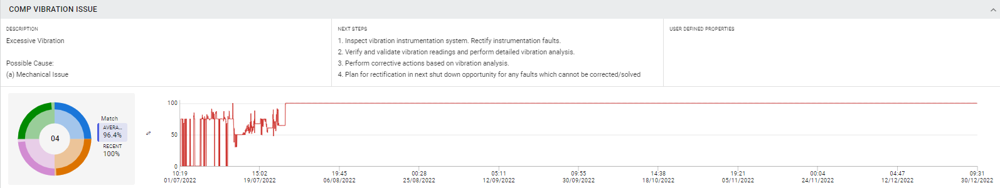 COMP VIBRATION ISSUE
DESCRIPTION
Excessive Vibration
Possible Cause:
(a) Mechanical Issue
NEXT STEPS
1. Inspect vibration instrumentation system. Rectify instrumentation faults.
2. Verify and validate vibration readings and perform detailed vibration analysis.
3. Perform corrective actions based on vibration analysis.
4. Plan for rectification in next shut down opportunity for any faults which cannot be corrected/solved
USER DEFINED PROPERTIES
04
Match
AVERA...
96.4%
RECENT
100%
%
100
50
0
10:19
01/07/2022
15:02
19/07/2022
19:45
06/08/2022
00:28
25/08/2022
05:11
12/09/2022
09:55
30/09/2022
14:38
18/10/2022
19:21
05/11/2022
00:04
24/11/2022
04:47
12/12/2022
09:31
30/12/2022